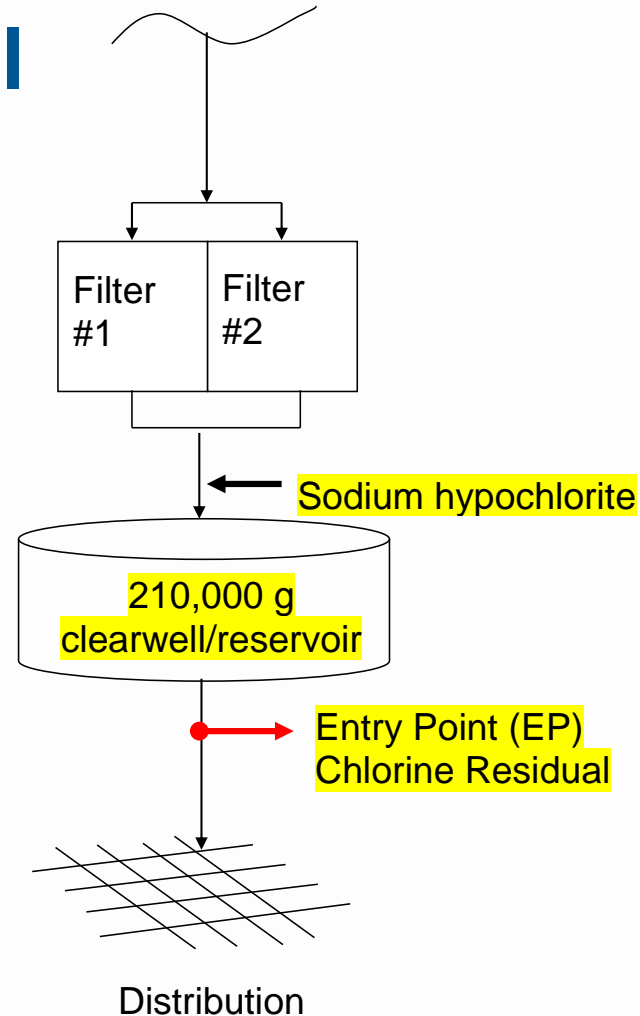 Filter
#1
Filter
#2
Sodium hypochlorite
210,000 g
clearwell/reservoir
Entry Point (EP)
Chlorine Residual
Distribution